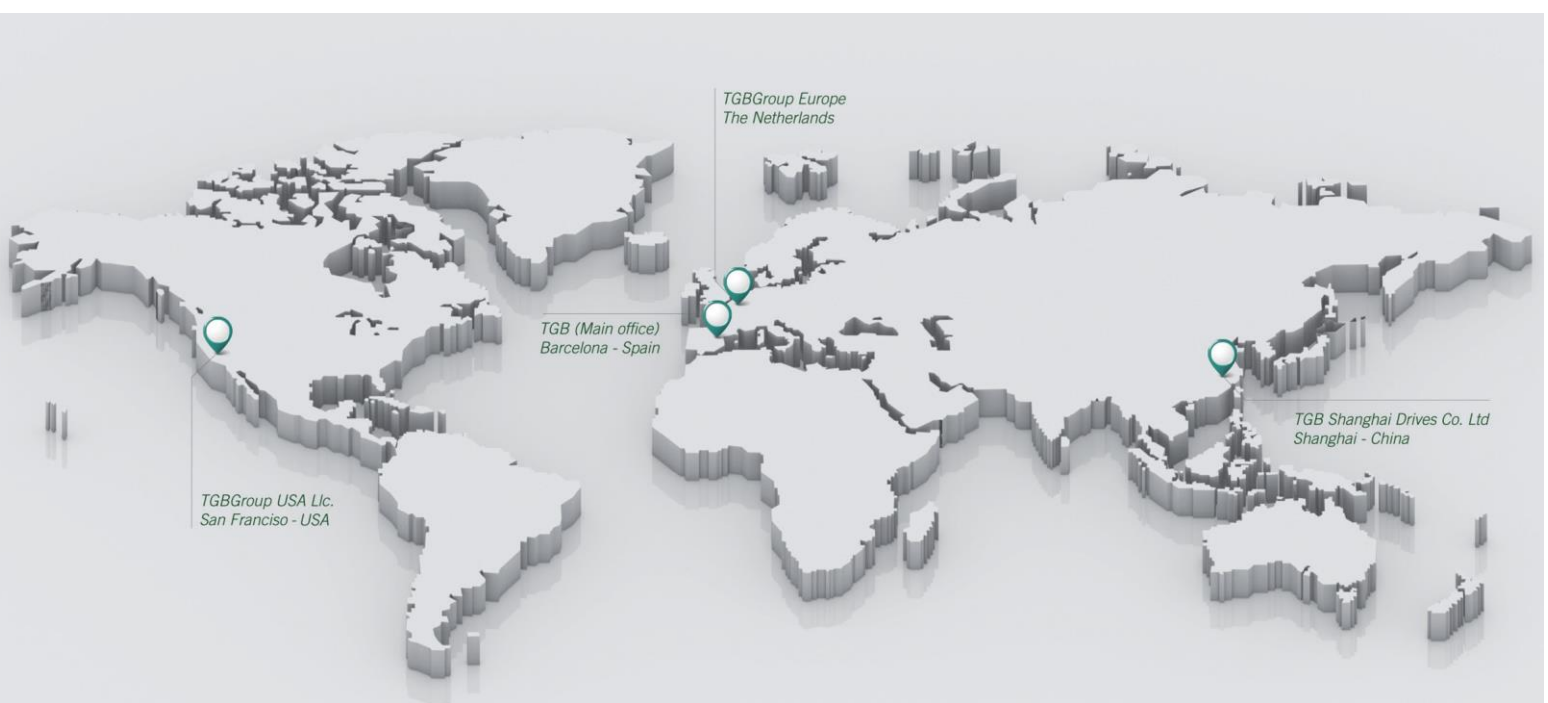 TGBGroup Europe
The Netherlands
TGB (Main office)
Barcelona - Spain
TGB Shanghai Drives Co. Ltd
Shanghai - China
TGBGroup USA Llc.
San Franciso - USA